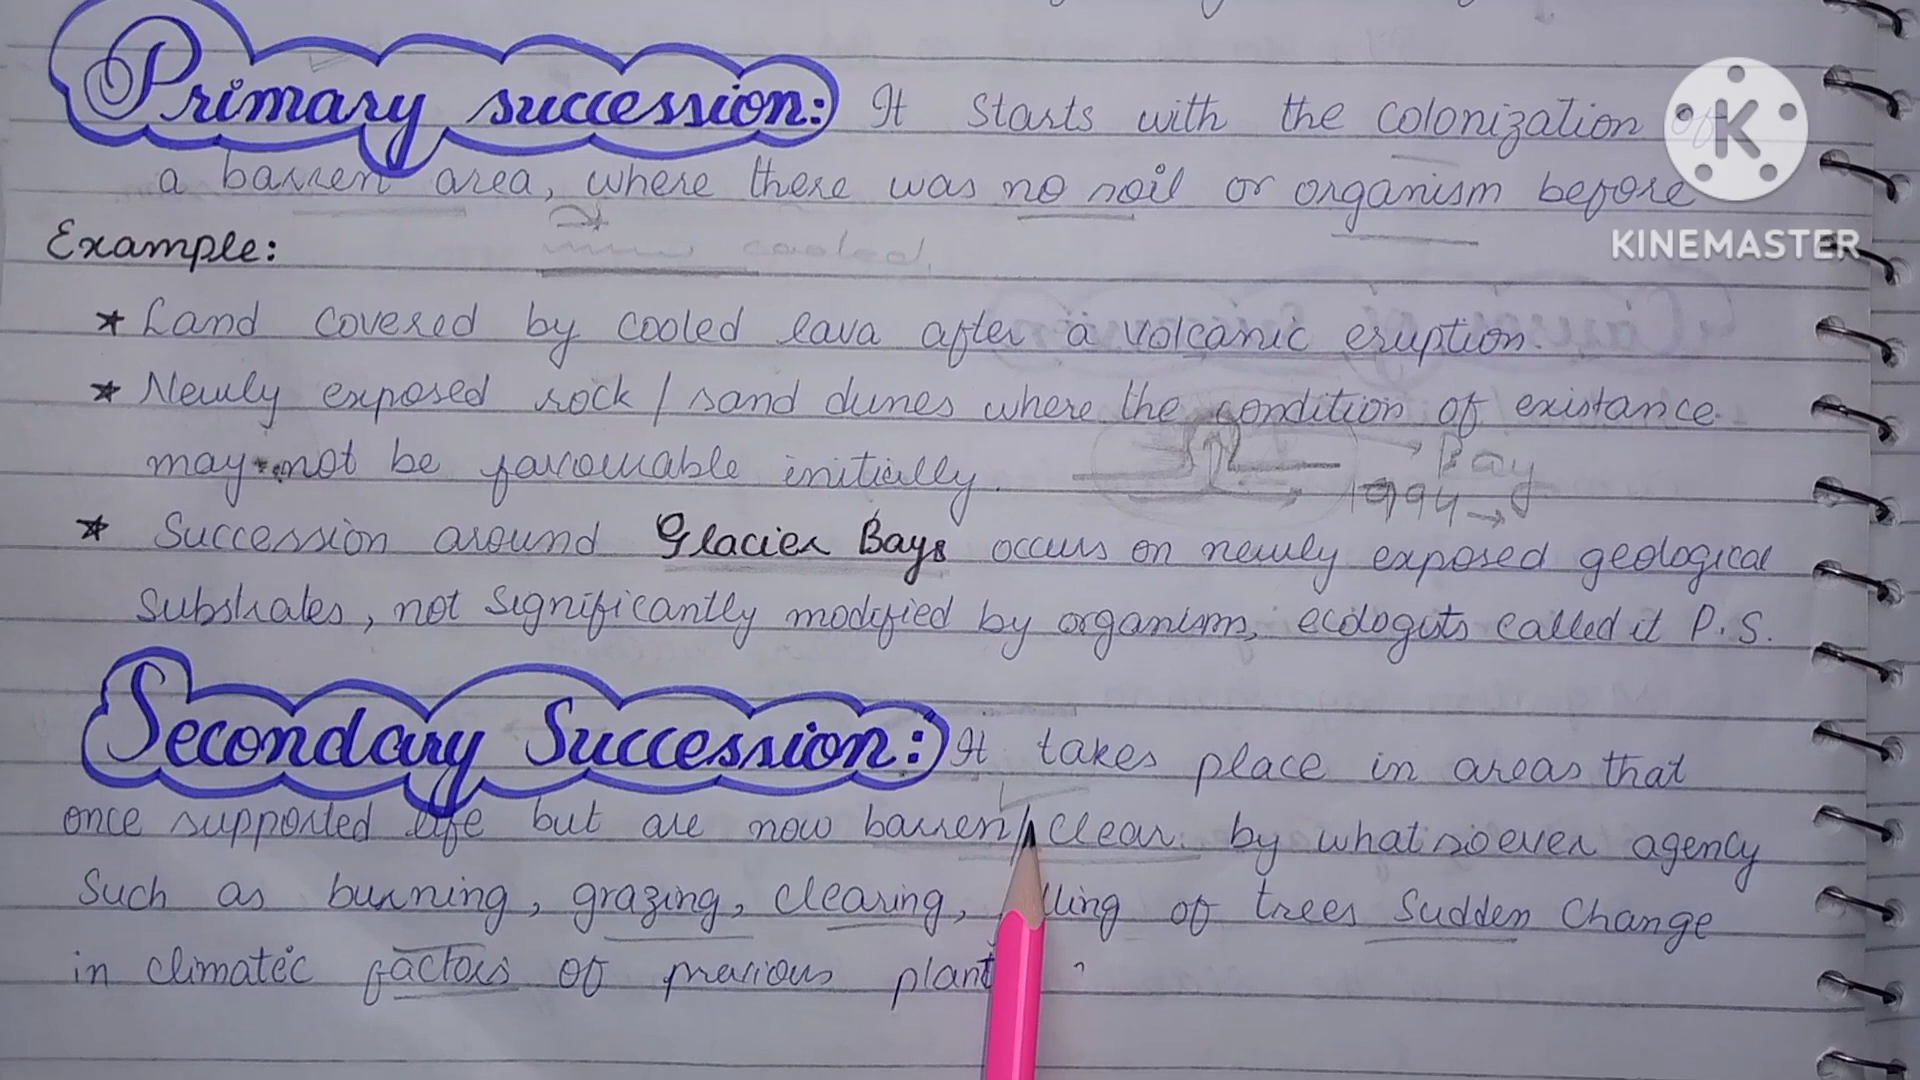 Primary succession: It starts with the colonization of
a barren area, where there was no soil or organism before
cooled
Example:
KINEMASTER
* Land covered by cooled lava after a volcanic eruption.
* Newly exposed rock / sand dunes where the condition of existance
may not be favourable initially.
Bay
1994
* Succession around Glacier Bays occurs on newly exposed geological
substrates, not significantly modified by organism, ecologists called it P.S.
Secondary Succession: It takes place in areas that
once supported life but are now barren / clear by whatsoever agency
Such as burning, grazing, clearing, of trees Sudden Change
in climatic factors of previous plant